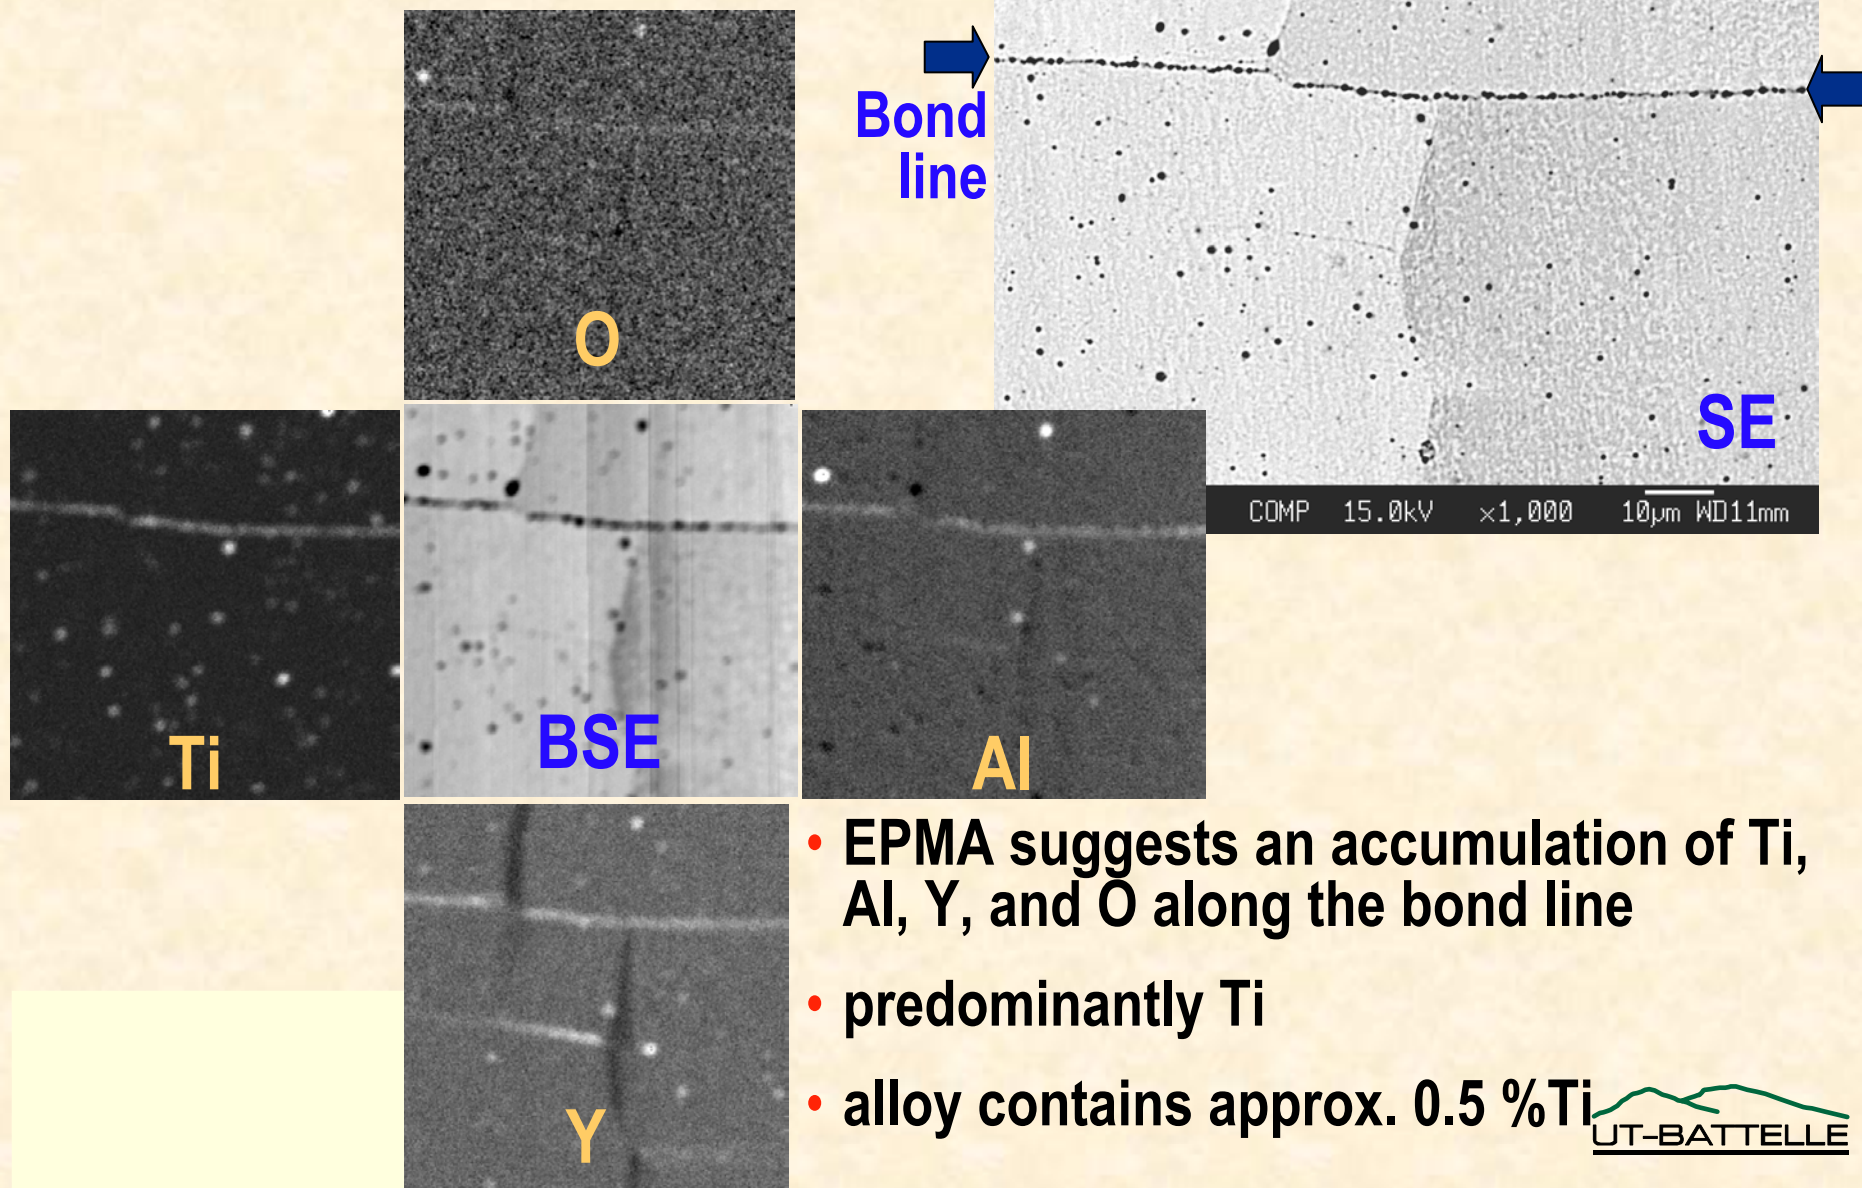 Bond
line
O
SE
COMP 15.0kV ×1,000 10µm WD11mm
Ti
BSE
Al
Y
• EPMA suggests an accumulation of Ti,
Al, Y, and O along the bond line
• predominantly Ti
• alloy contains approx. 0.5 %Ti
UT-BATTELLE